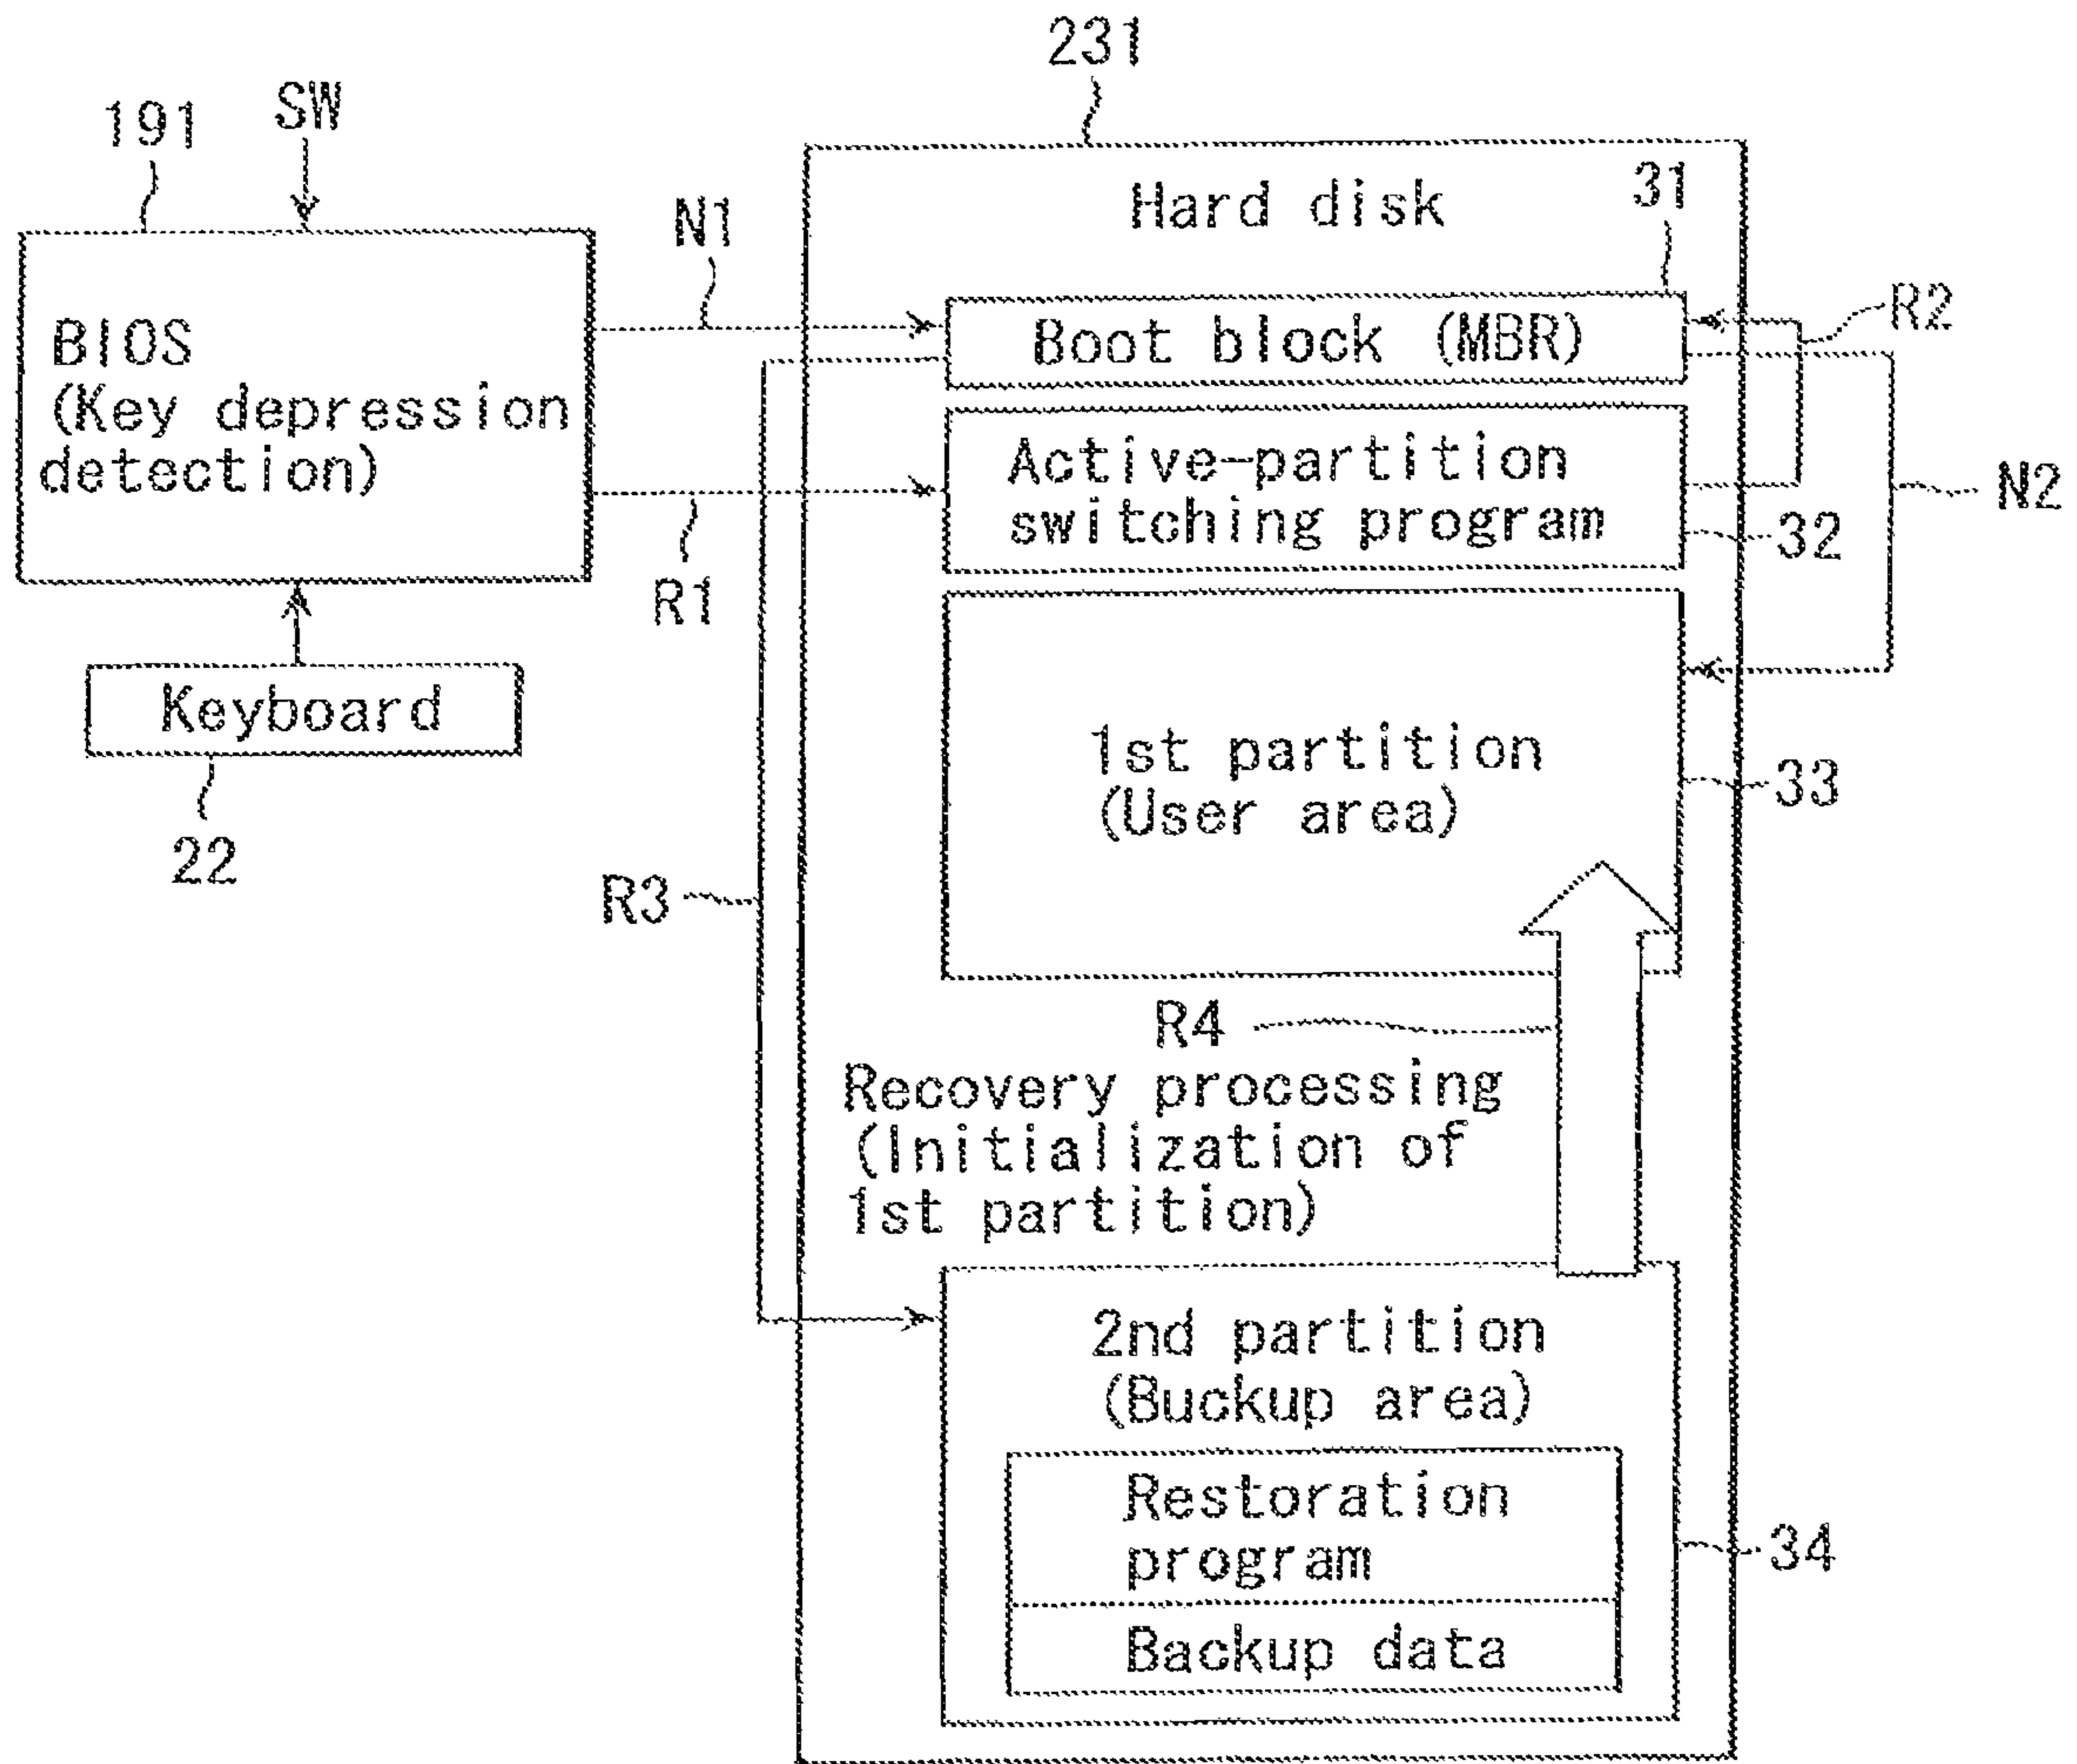 231
191
SW
Hard disk
31
N1
BIOS
(Key depression
detection)
Boot block (MBR)
R2
Active-partition
switching program
N2
32
R1
Keyboard
22
1st partition
(User area)
33
R3
R4
Recovery processing
(Initialization of
1st partition)
2nd partition
(Buckup area)
Restoration
program
34
Backup data